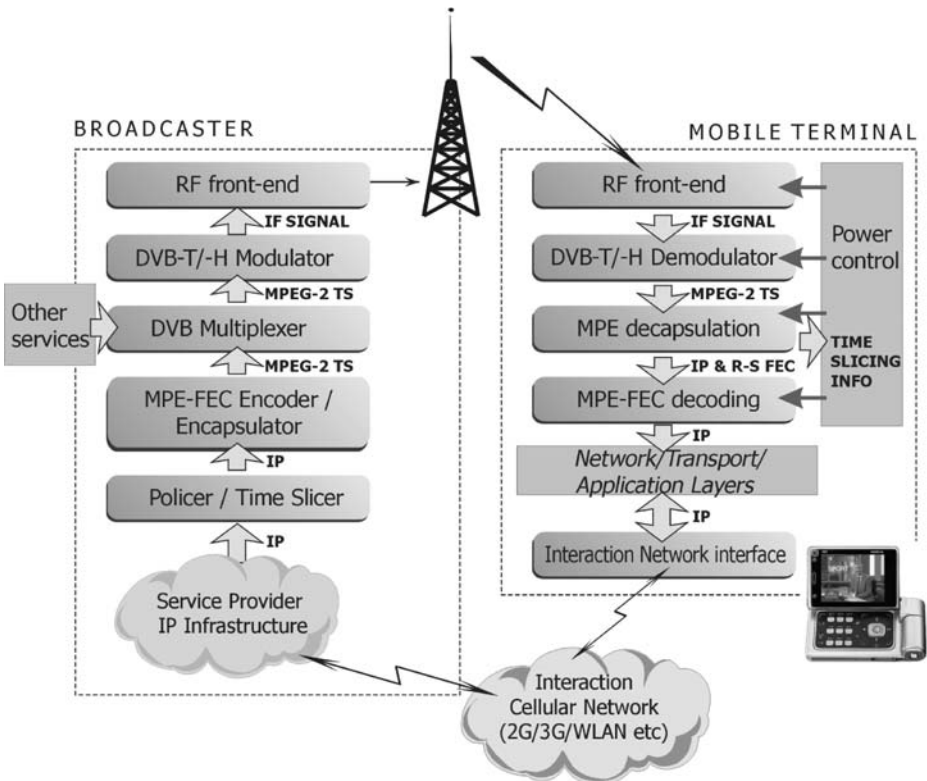 BROADCASTER
RF front-end
IF SIGNAL
DVB-T/-H Modulator
MPEG-2 TS
Other
services
DVB Multiplexer
MPEG-2 TS
MPE-FEC Encoder /
Encapsulator
IP
Policer / Time Slicer
IP
Service Provider
IP Infrastructure
MOBILE TERMINAL
RF front-end
IF SIGNAL
DVB-T/-H Demodulator
MPEG-2 TS
MPE decapsulation
IP & R-S FEC
MPE-FEC decoding
IP
Network/Transport/
Application Layers
IP
Interaction Network interface
Power
control
TIME
SLICING
INFO
Interaction
Cellular Network
(2G/3G/WLAN etc)